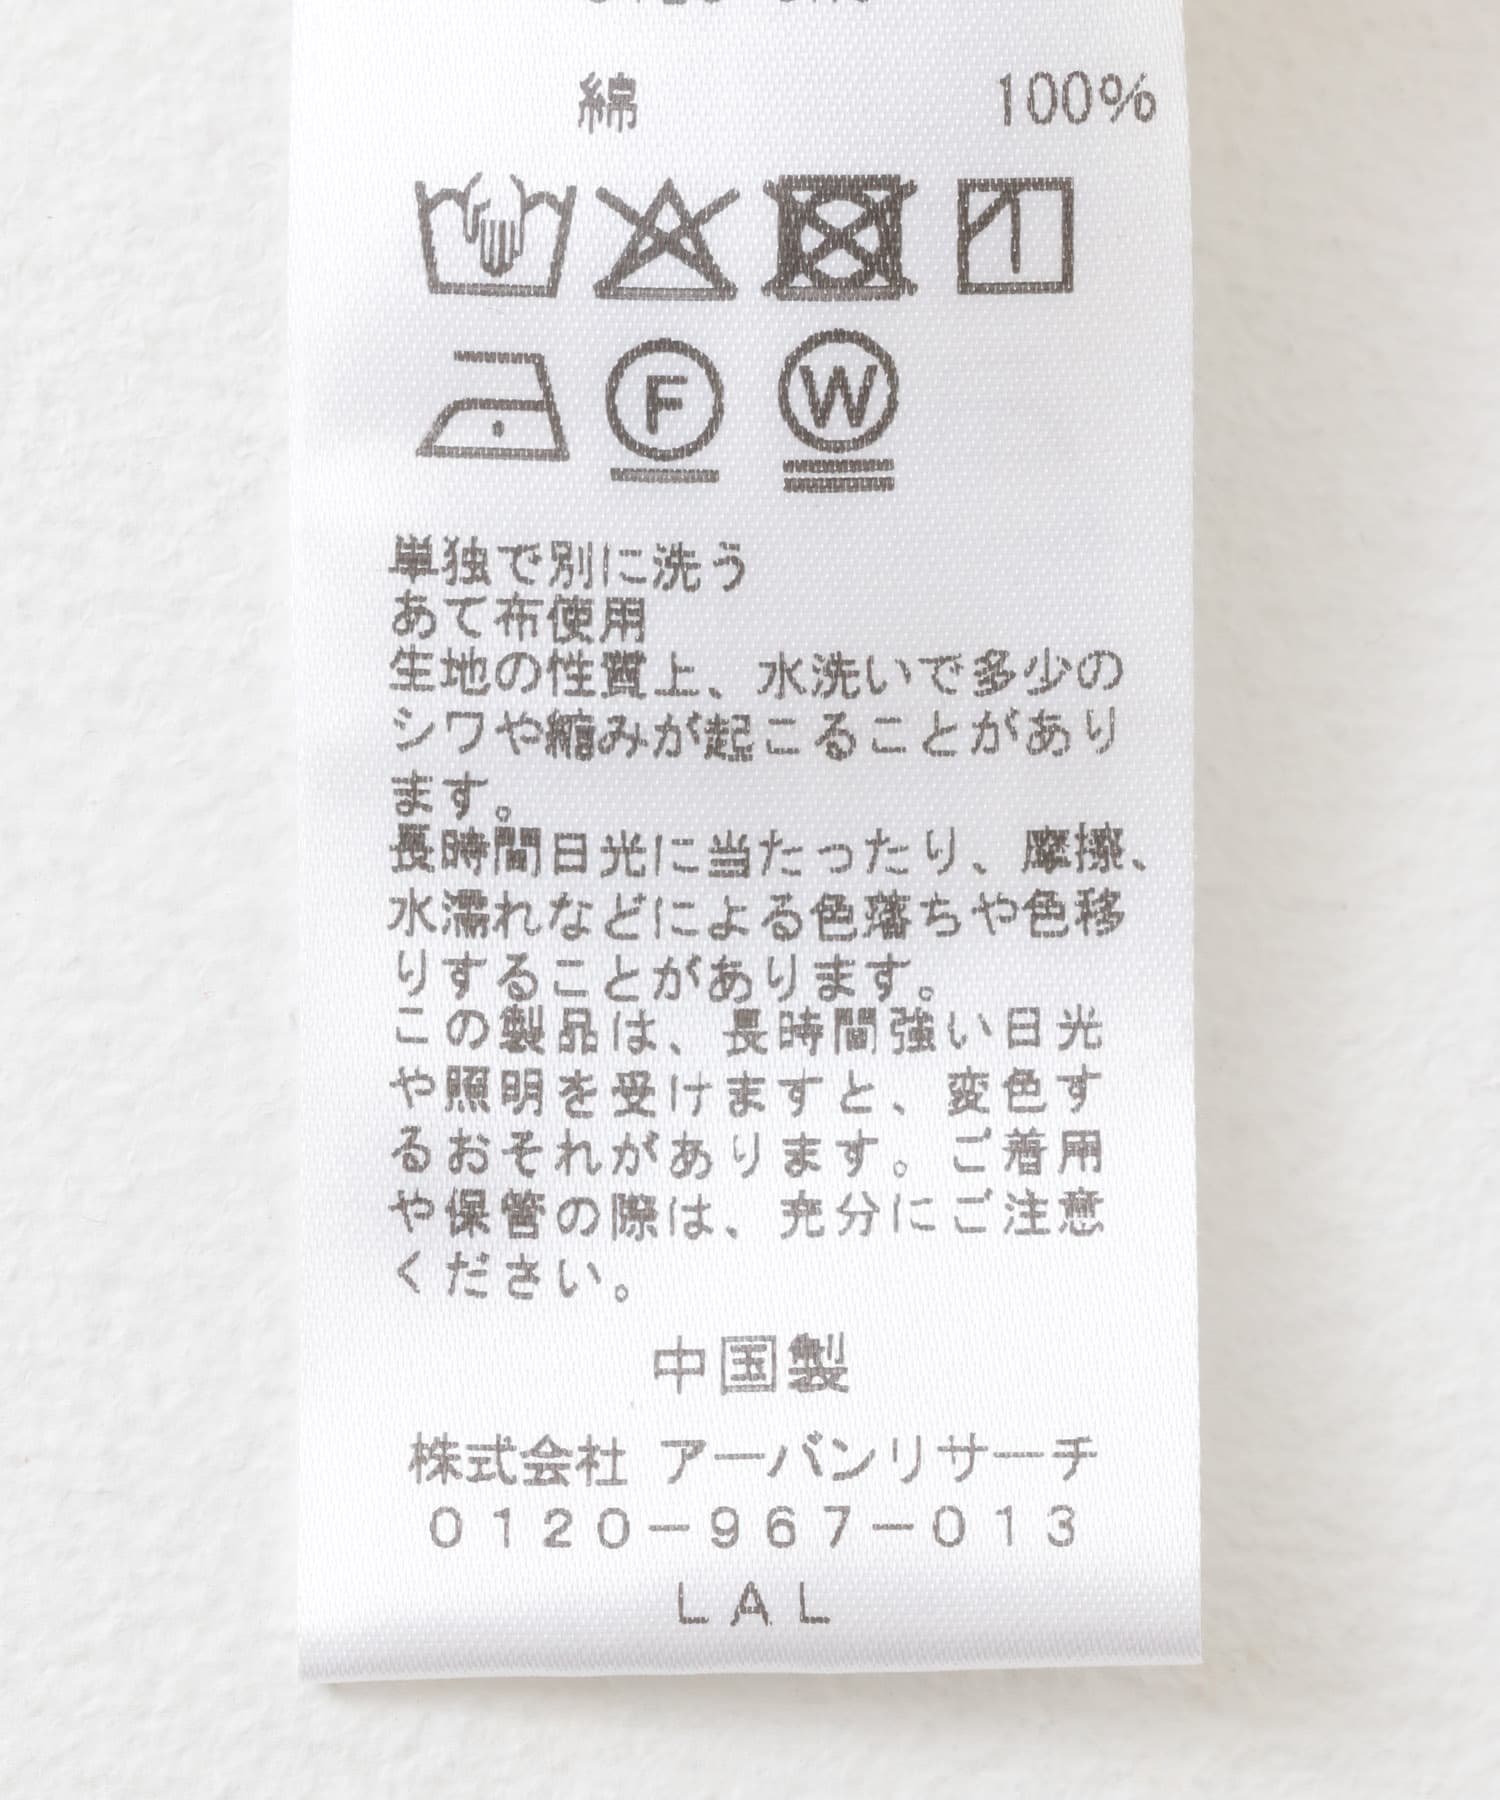 綿 100%
F W
単独で別に洗う
あて布使用
生地の性質上、水洗いで多少の
シワや縮みが起こることがあり
ます。
長時間日光に当たったり、摩擦、
水濡れなどによる色落ちや色移
りすることがあります。
この製品は、長時間強い日光
や照明を受けますと、変色す
るおそれがあります。ご着用
や保管の際は、充分にご注意
ください。
中国製
株式会社 アーバンリサーチ
0120-967-013
LAL